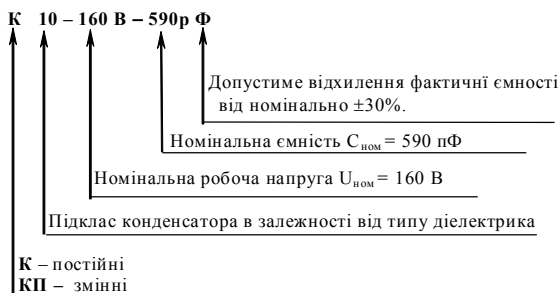 К 10 – 160 В – 590р Ф
Допустиме відхилення фактичнї ємності
від номінально ±30%.
Номінальна ємність Сном = 590 пФ
Номінальна робоча напруга Uном = 160 В
Підклас конденсатора в залежності від типу діелектрика
К – постійні
КП – змінні